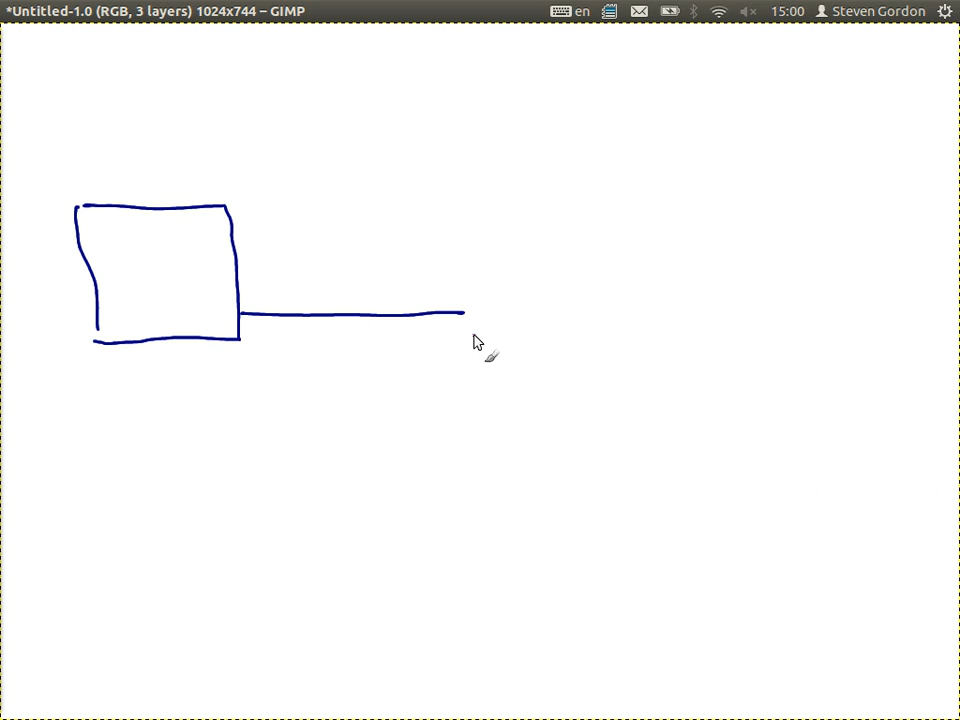 *Untitled-1.0 (RGB, 3 layers) 1024x744 – GIMP en 15:00 Steven Gordon